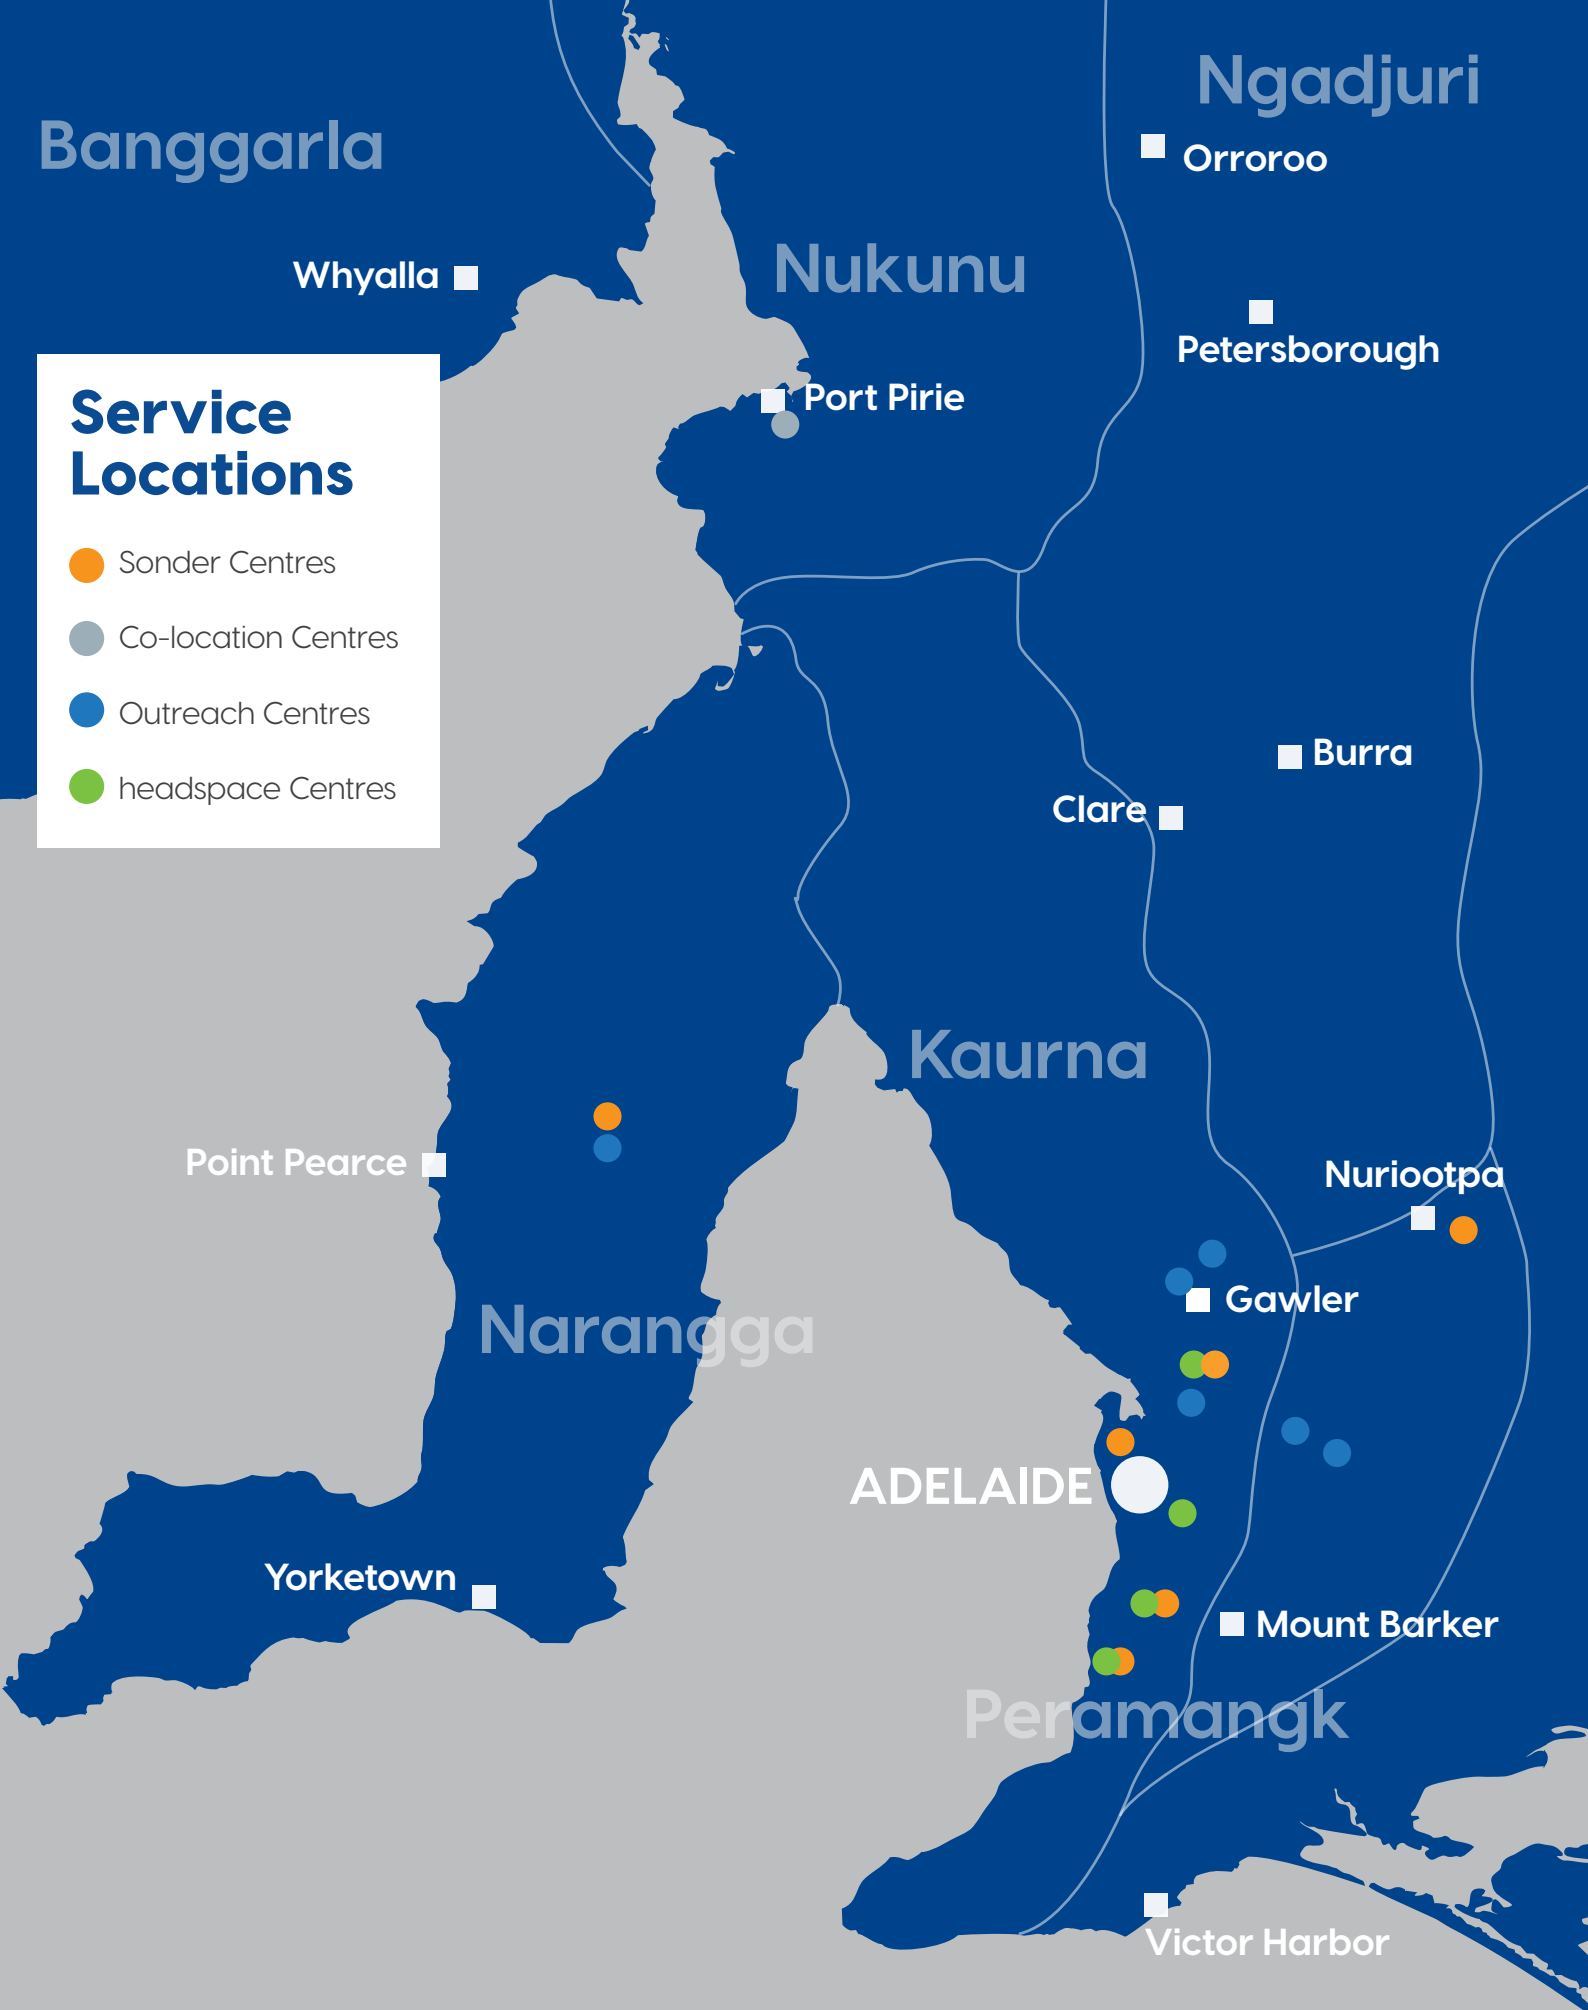 Ngadjuri
Banggarla
Orroroo
Nukunu
Whyalla
Petersborough
Port Pirie
Service
Locations
Sonder Centres
Co-location Centres
Outreach Centres
headspace Centres
Burra
Clare
Kaurna
Point Pearce
Nuriootpa
Gawler
Narangga
ADELAIDE
Yorketown
Mount Barker
Peramangk
Victor Harbor